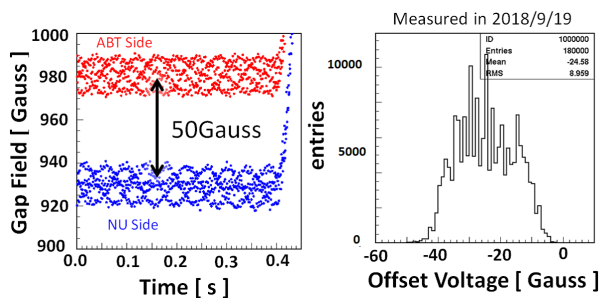 1000
980
960
940
920
900
Gap Field [ Gauss ]
ABT Side
50Gauss
NU Side
0.0 0.1 0.2 0.3 0.4
Time [ s ]
Measured in 2018/9/19
ID 1000000
Entries 180000
Mean -24.58
RMS 8.959
10000
5000
0
entries
-60 -40 -20 0
Offset Voltage [ Gauss ]